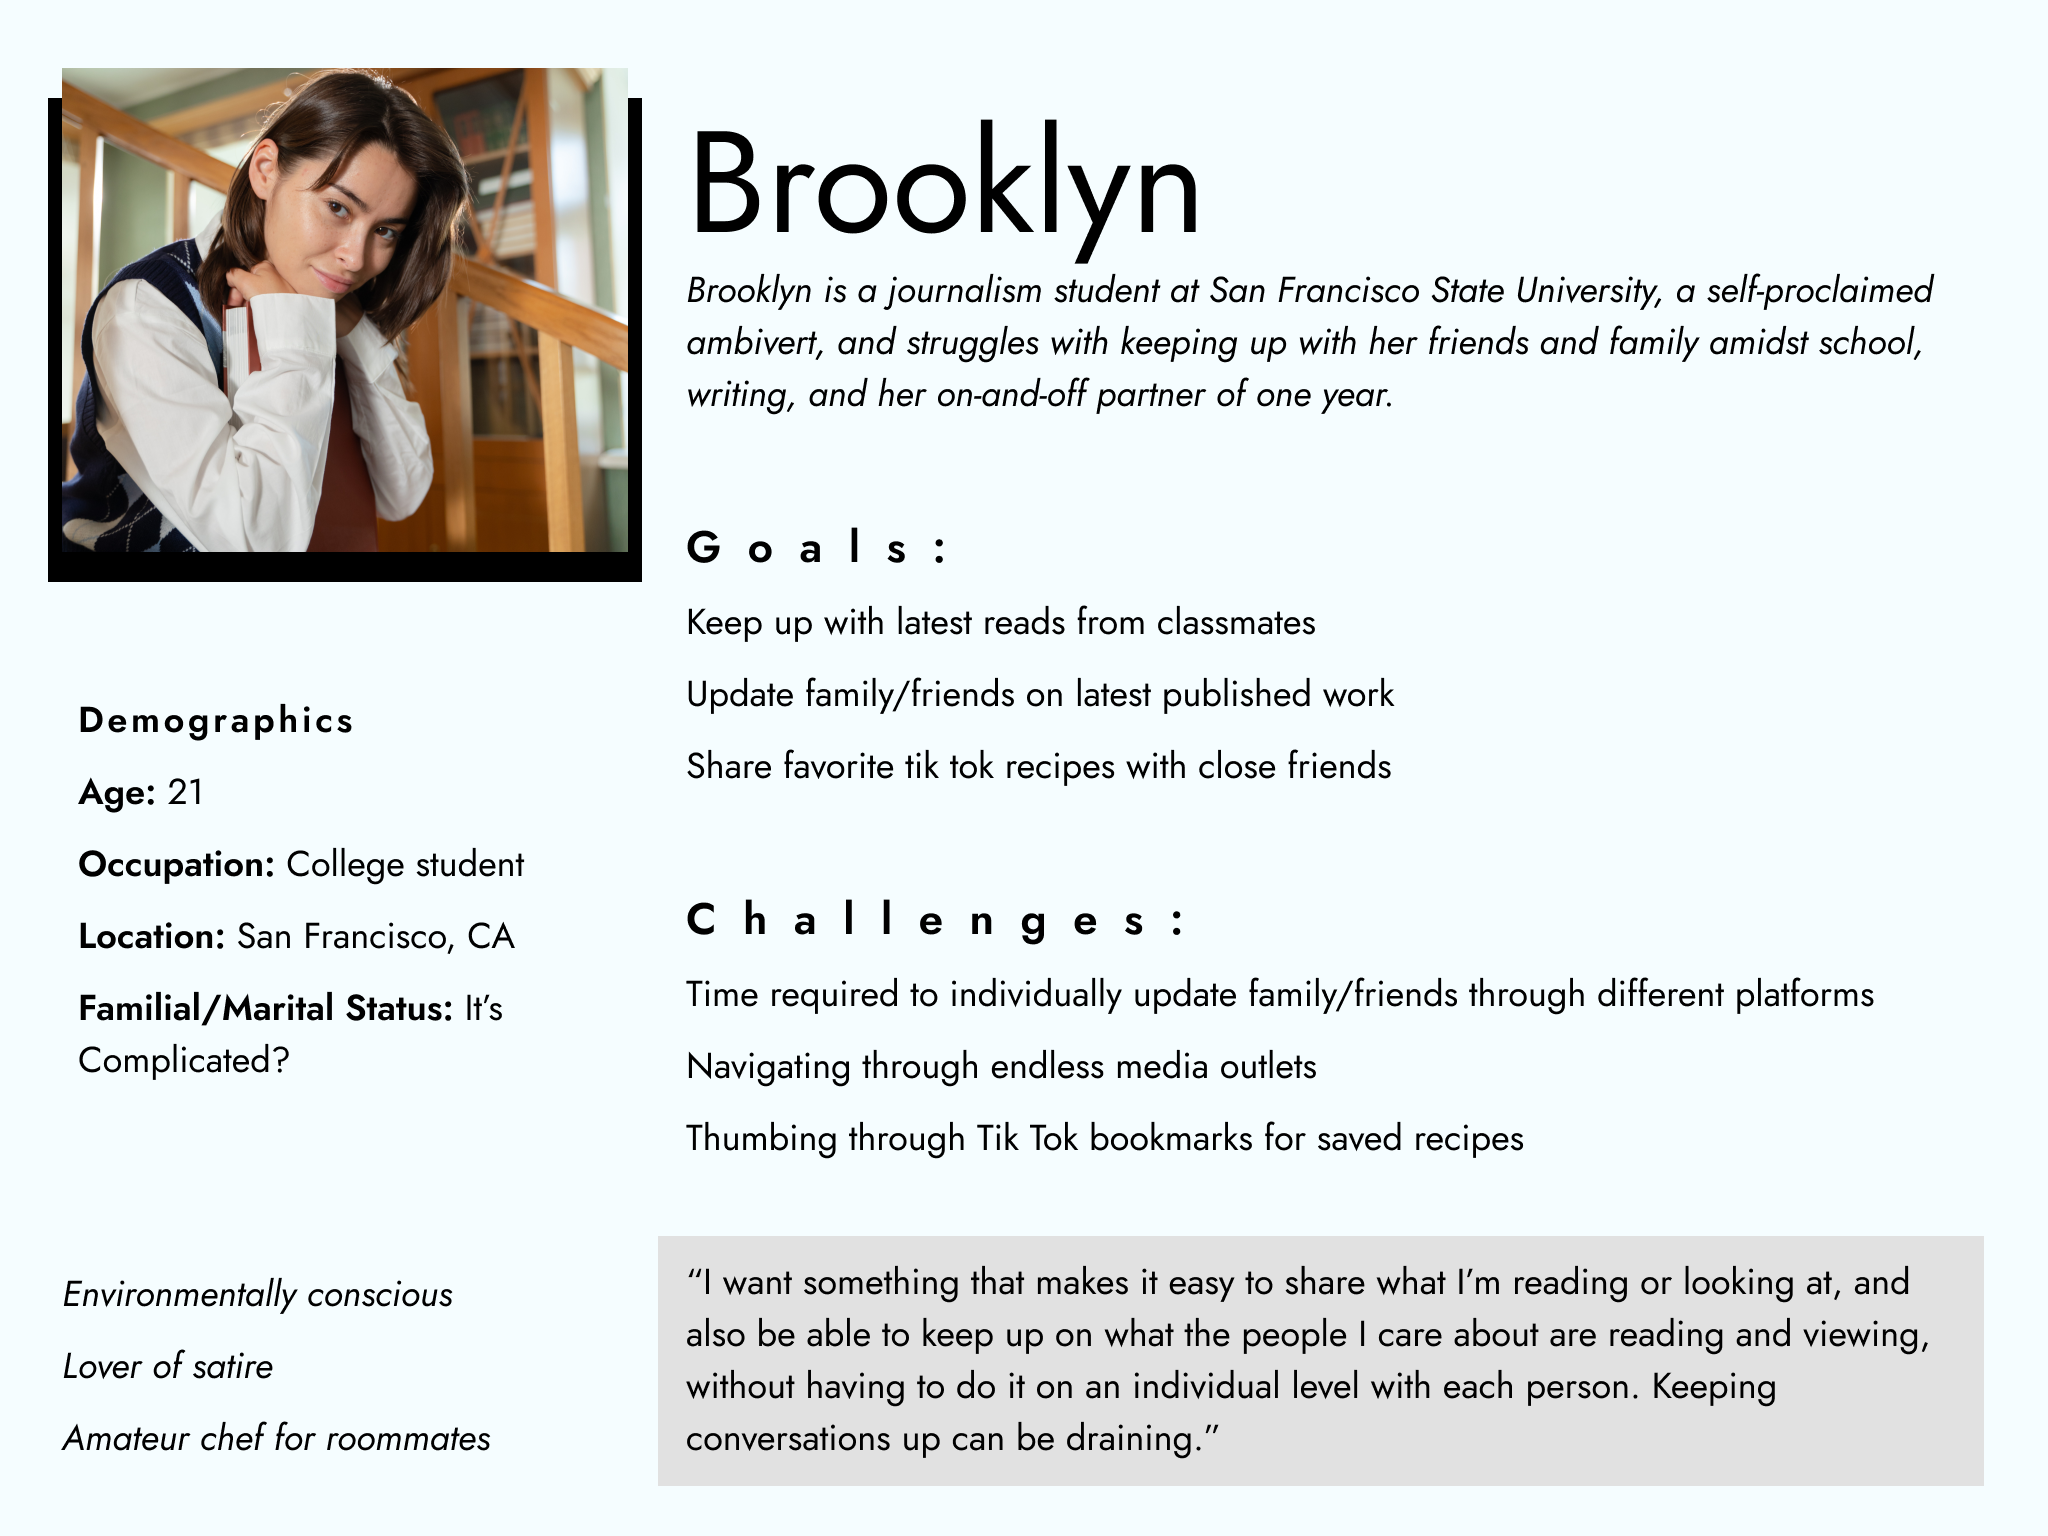 Brooklyn
Brooklyn is a journalism student at San Francisco State University, a self-proclaimed
ambivert, and struggles with keeping up with her friends and family amidst school,
writing, and her on-and-off partner of one year.
Goals:
Keep up with latest reads from classmates
Update family/friends on latest published work
Share favorite tik tok recipes with close friends
Demographics
Age: 21
Occupation: College student
Location: San Francisco, CA
Familial/Marital Status: It’s
Complicated?
Challenges:
Time required to individually update family/friends through different platforms
Navigating through endless media outlets
Thumbing through Tik Tok bookmarks for saved recipes
Environmentally conscious
Lover of satire
Amateur chef for roommates
“I want something that makes it easy to share what I’m reading or looking at, and
also be able to keep up on what the people I care about are reading and viewing,
without having to do it on an individual level with each person. Keeping
conversations up can be draining.”